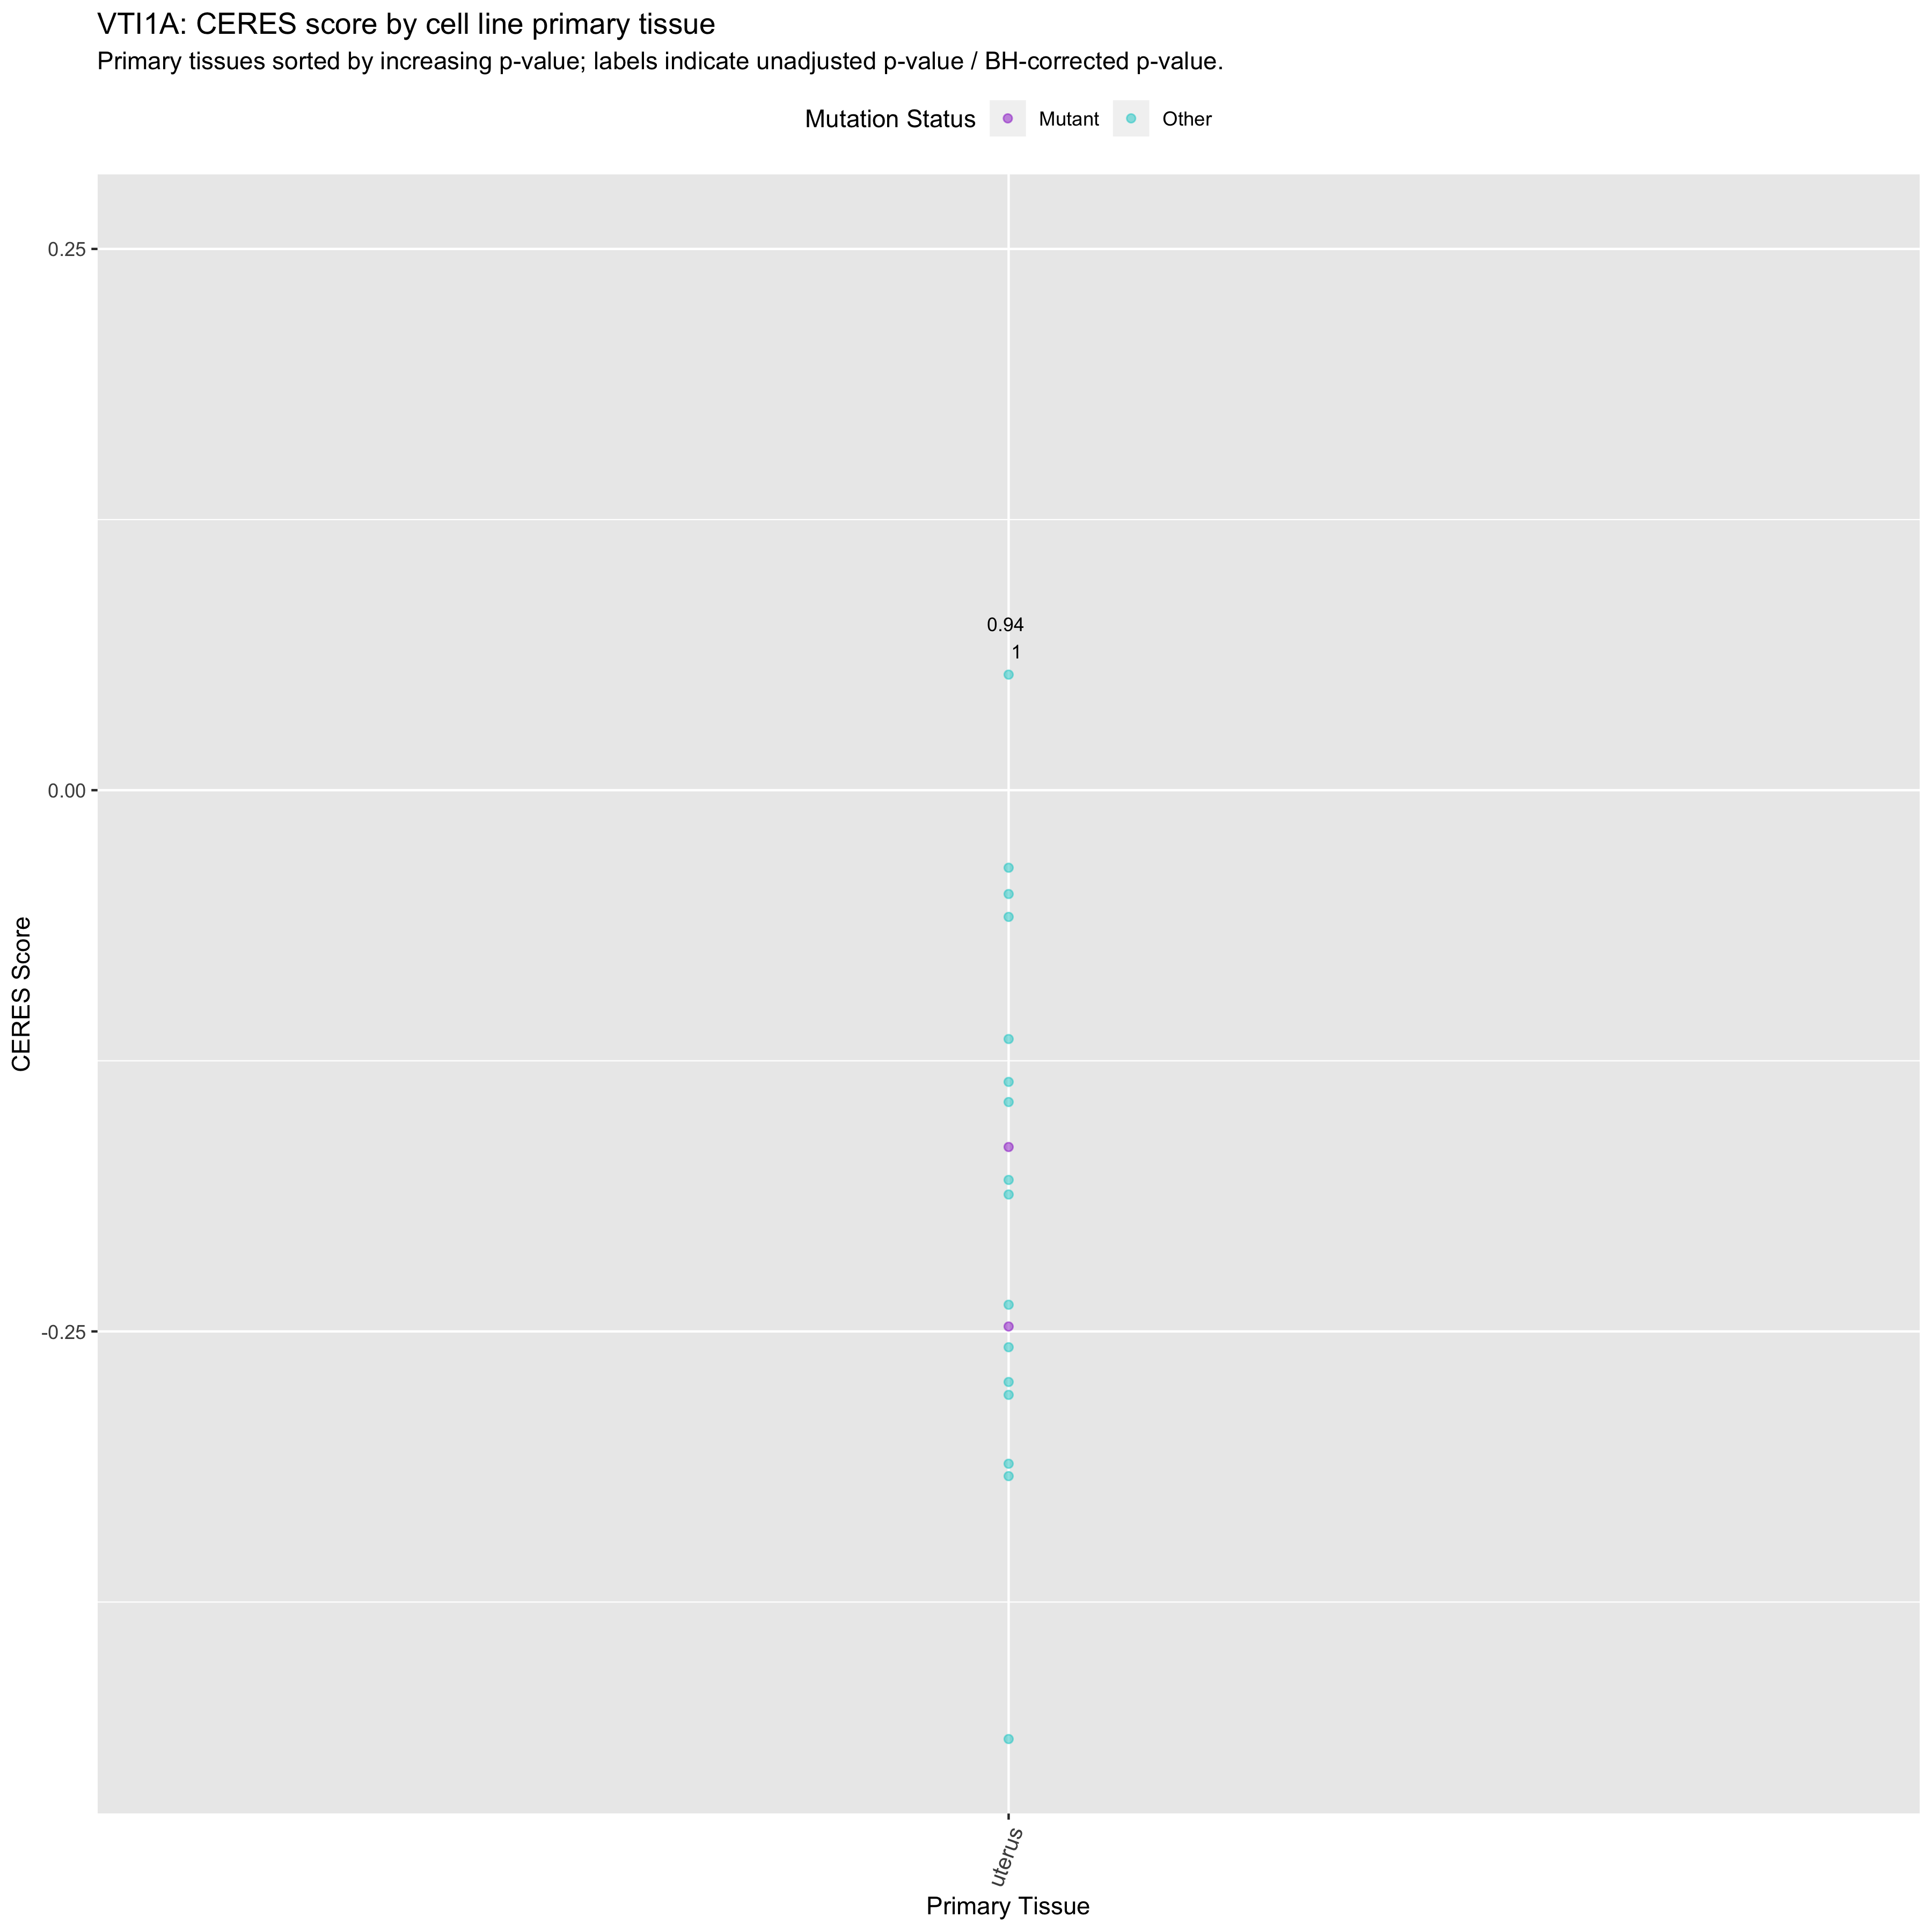 VTI1A: CERES score by cell line primary tissue
Primary tissues sorted by increasing p-value; labels indicate unadjusted p-value / BH-corrected p-value.
Mutation Status Mutant Other
0.25
0.94
1
0.00
CERES Score
-0.25
uterus
Primary Tissue